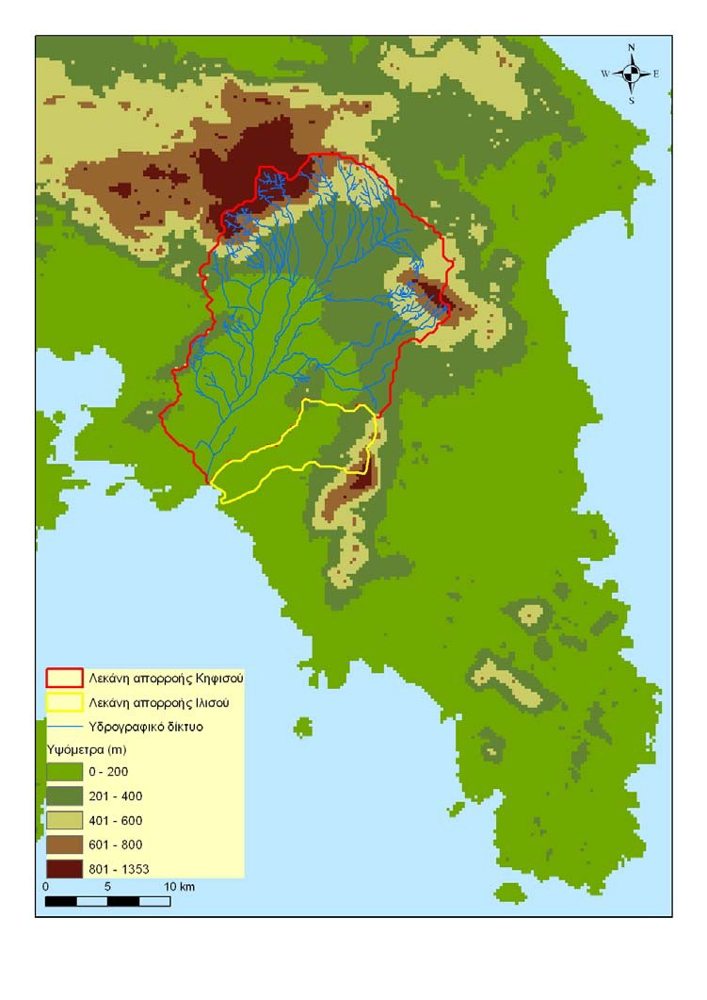 N
W E
S
Λεκάνη απορροής Κηφισού
Λεκάνη απορροής Ιλισού
Υδρογραφικό δίκτυο
Υψόμετρα (m)
0 - 200
201 - 400
401 - 600
601 - 800
801 - 1353
0 5 10 km